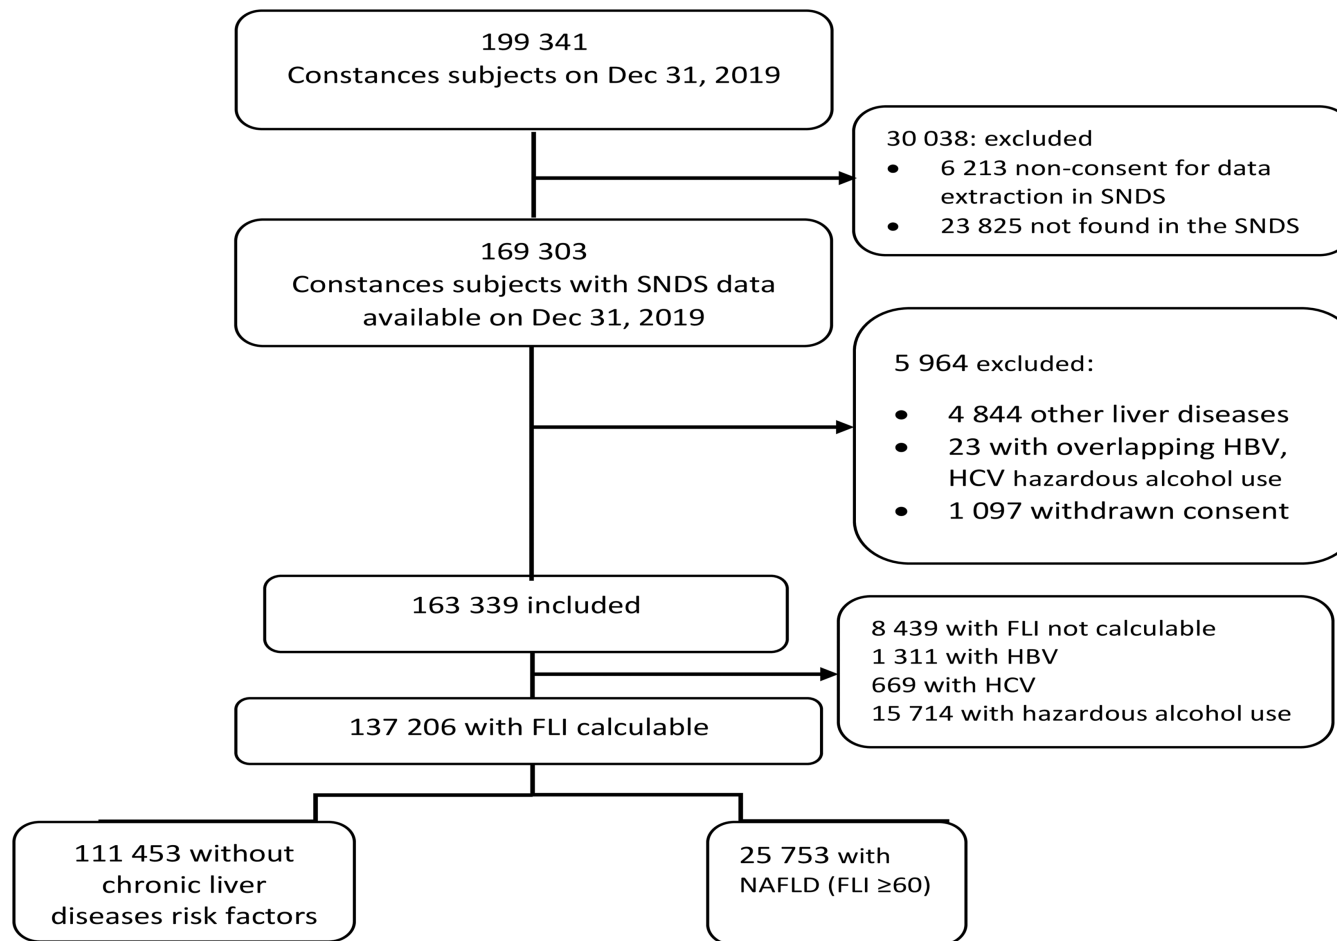 199 341
Constances subjects on Dec 31, 2019
30 038: excluded
• 6 213 non-consent for data
extraction in SNDS
• 23 825 not found in the SNDS
169 303
Constances subjects with SNDS data
available on Dec 31, 2019
5 964 excluded:
• 4 844 other liver diseases
• 23 with overlapping HBV,
HCV hazardous alcohol use
• 1 097 withdrawn consent
163 339 included
8 439 with FLI not calculable
1 311 with HBV
669 with HCV
15 714 with hazardous alcohol use
137 206 with FLI calculable
111 453 without
chronic liver
diseases risk factors
25 753 with
NAFLD (FLI ≥60)